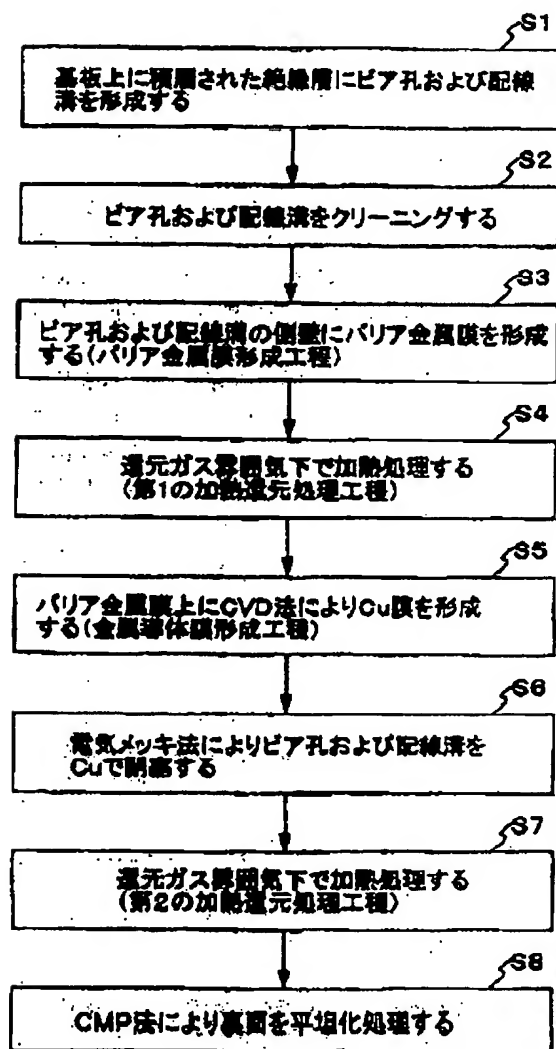 S1
基板上に積層された絶縁層にビア孔および配線
溝を形成する
S2
ビア孔および配線溝をクリーニングする
S3
ビア孔および配線溝の側壁にバリア金属膜を形成
する(バリア金属膜形成工程)
S4
還元ガス雰囲気下で加熱処理する
(第1の加熱還元処理工程)
S5
バリア金属膜上にCVD法によりCu膜を形成
する(金属導体膜形成工程)
S6
電気メッキ法によりビア孔および配線溝を
Cuで閉塞する
S7
還元ガス雰囲気下で加熱処理する
(第2の加熱還元処理工程)
S8
CMP法により表面を平坦化処理する